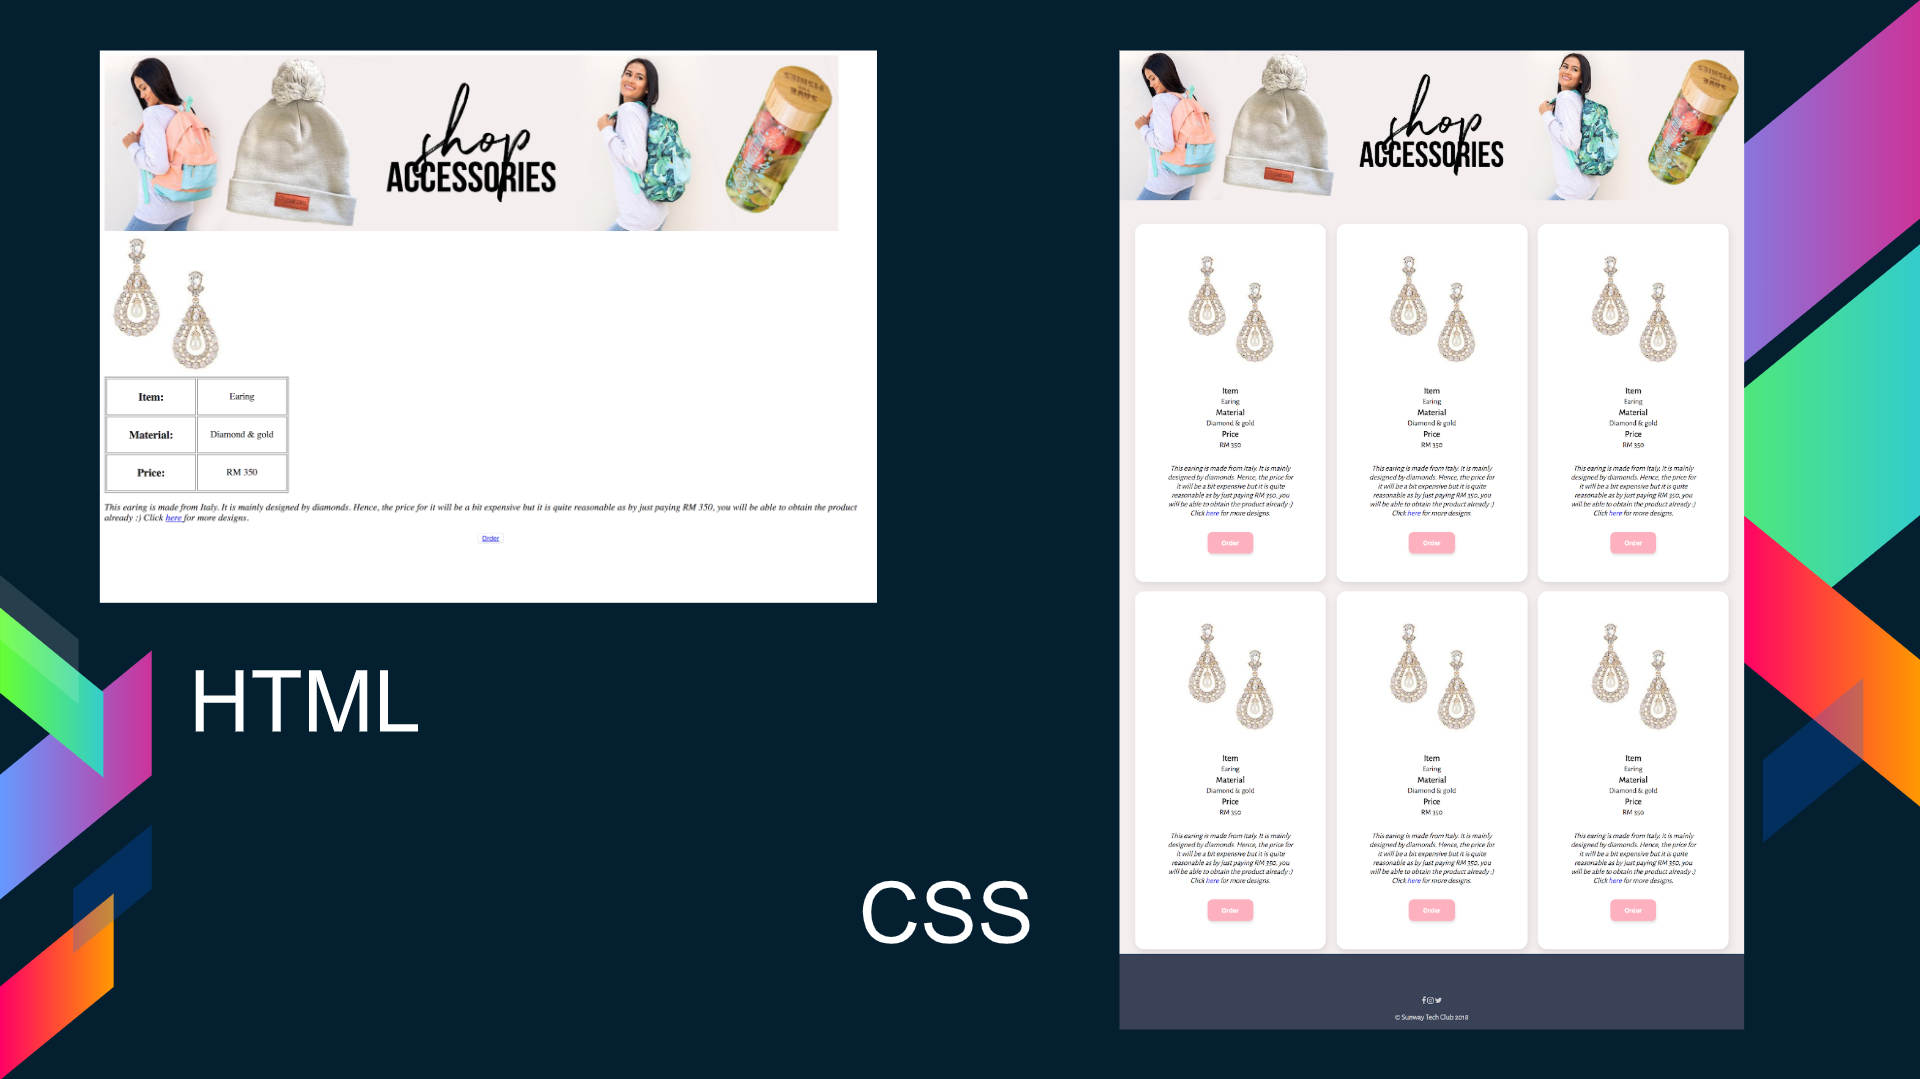 shop
ACCESSORIES
Item: Earing
Material: Diamond & gold
Price: RM 350
This earing is made from Italy. It is mainly designed by diamonds. Hence, the price for it will be a bit expensive but it is quite reasonable as by just paying RM 350, you will be able to obtain the product
already :) Click here for more designs.
Order
HTML
CSS
shop
ACCESSORIES
Item
Earing
Material
Diamond & gold
Price
RM 350
This earing is made from Italy. It is mainly
designed by diamonds. Hence, the price for
it will be a bit expensive but it is quite
reasonable as by just paying RM 350, you
will be able to obtain the product already :)
Click here for more designs.
Order
Item
Earing
Material
Diamond & gold
Price
RM 350
This earing is made from Italy. It is mainly
designed by diamonds. Hence, the price for
it will be a bit expensive but it is quite
reasonable as by just paying RM 350, you
will be able to obtain the product already :)
Click here for more designs.
Order
Item
Earing
Material
Diamond & gold
Price
RM 350
This earing is made from Italy. It is mainly
designed by diamonds. Hence, the price for
it will be a bit expensive but it is quite
reasonable as by just paying RM 350, you
will be able to obtain the product already :)
Click here for more designs.
Order
Item
Earing
Material
Diamond & gold
Price
RM 350
This earing is made from Italy. It is mainly
designed by diamonds. Hence, the price for
it will be a bit expensive but it is quite
reasonable as by just paying RM 350, you
will be able to obtain the product already :)
Click here for more designs.
Order
Item
Earing
Material
Diamond & gold
Price
RM 350
This earing is made from Italy. It is mainly
designed by diamonds. Hence, the price for
it will be a bit expensive but it is quite
reasonable as by just paying RM 350, you
will be able to obtain the product already :)
Click here for more designs.
Order
Item
Earing
Material
Diamond & gold
Price
RM 350
This earing is made from Italy. It is mainly
designed by diamonds. Hence, the price for
it will be a bit expensive but it is quite
reasonable as by just paying RM 350, you
will be able to obtain the product already :)
Click here for more designs.
Order
© Sunway Tech Club 2018